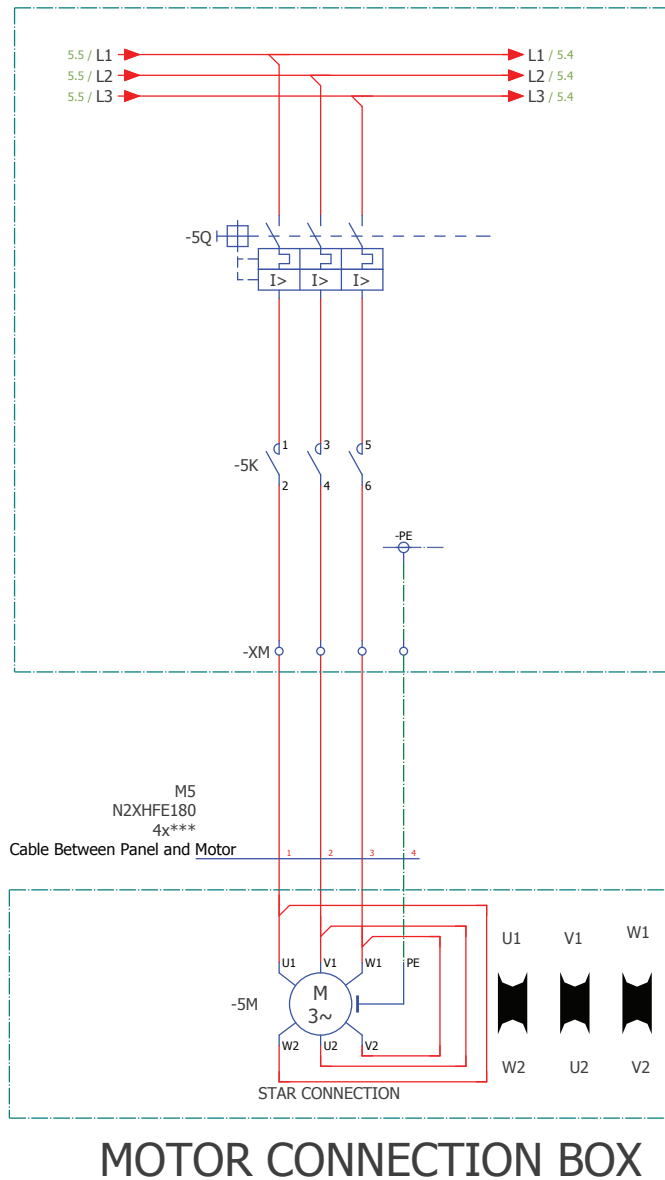 5.5 / L1 L1 / 5.4
5.5 / L2 L2 / 5.4
5.5 / L3 L3 / 5.4
-5Q
I> I> I>
1 3 5
-5K
2 4 6
-PE
-XM
M5
N2XHFE180
4x***
Cable Between Panel and Motor
1 2 3 4
U1 V1 W1
U1 V1 W1 PE
-5M
M
3~
W2 U2 V2
W2 U2 V2
STAR CONNECTION
MOTOR CONNECTION BOX